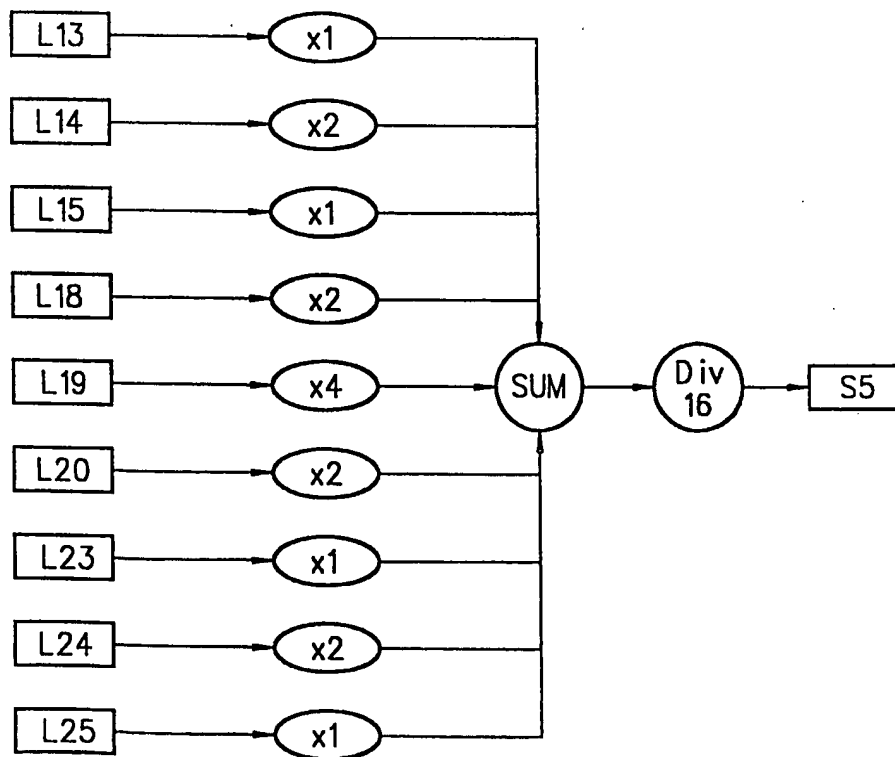 L13 x1
L14 x2
L15 x1
L18 x2
L19 x4 SUM Div 16 S5
L20 x2
L23 x1
L24 x2
L25 x1